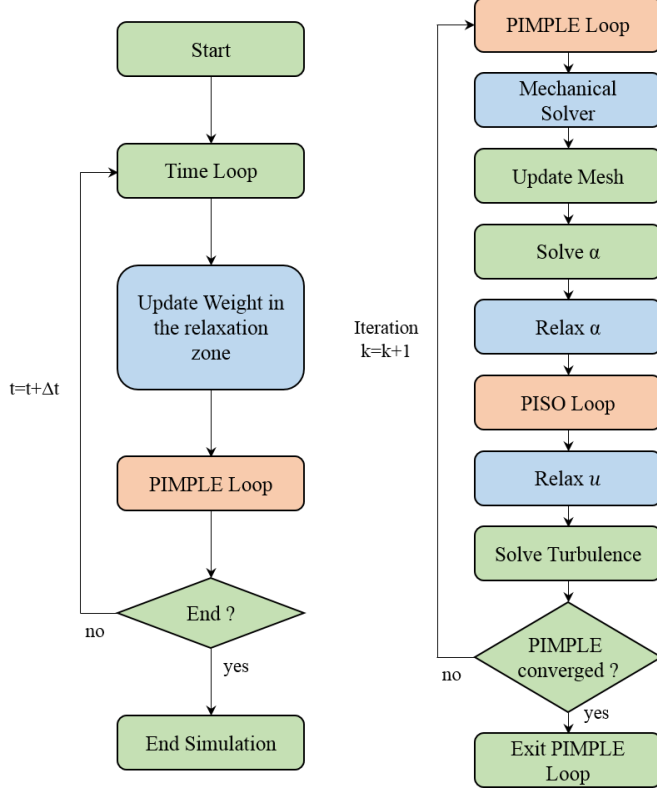 Start
Time Loop
Update Weight in
the relaxation
zone
t=t+Δt
PIMPLE Loop
End ?
no
yes
End Simulation
PIMPLE Loop
Mechanical
Solver
Update Mesh
Solve α
Relax α
Iteration
k=k+1
PISO Loop
Relax u
Solve Turbulence
PIMPLE
converged ?
no
yes
Exit PIMPLE
Loop